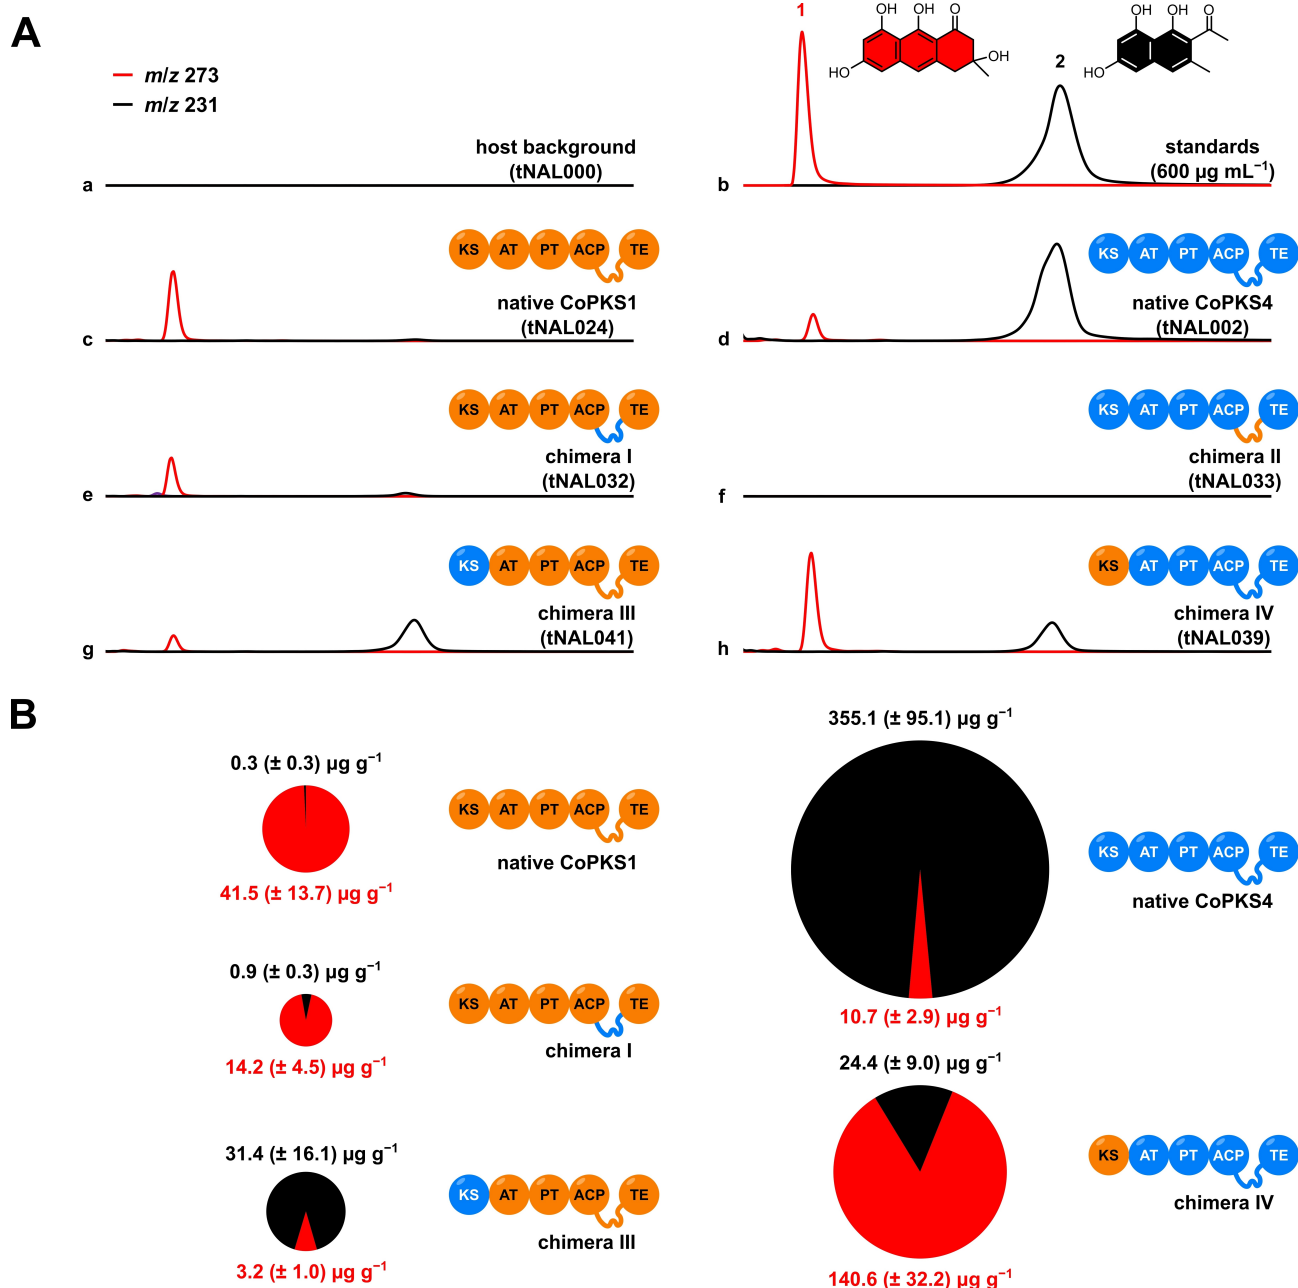 A
m/z 273
m/z 231
host background
(tNAL000)
a
1
OH OH O
OH
HO
2
OH OH O
HO
standards
(600 µg mL⁻¹)
b
KS AT PT ACP TE
native CoPKS1
(tNAL024)
c
KS AT PT ACP TE
native CoPKS4
(tNAL002)
d
KS AT PT ACP TE
chimera I
(tNAL032)
e
KS AT PT ACP TE
chimera II
(tNAL033)
f
KS AT PT ACP TE
chimera III
(tNAL041)
g
KS AT PT ACP TE
chimera IV
(tNAL039)
h
B
0.3 (± 0.3) µg g⁻¹
41.5 (± 13.7) µg g⁻¹
KS AT PT ACP TE
native CoPKS1
355.1 (± 95.1) µg g⁻¹
10.7 (± 2.9) µg g⁻¹
KS AT PT ACP TE
native CoPKS4
0.9 (± 0.3) µg g⁻¹
14.2 (± 4.5) µg g⁻¹
KS AT PT ACP TE
chimera I
24.4 (± 9.0) µg g⁻¹
140.6 (± 32.2) µg g⁻¹
KS AT PT ACP TE
chimera IV
31.4 (± 16.1) µg g⁻¹
3.2 (± 1.0) µg g⁻¹
KS AT PT ACP TE
chimera III